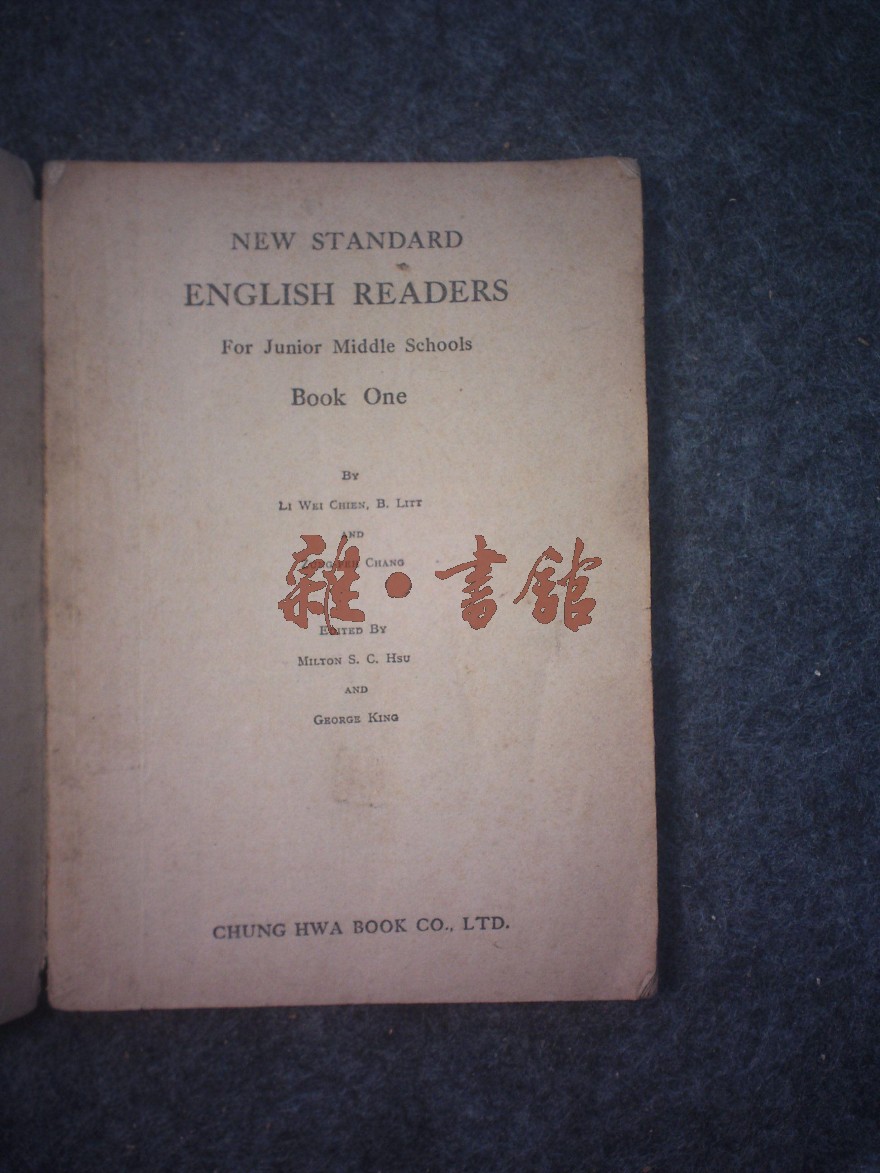 NEW STANDARD
ENGLISH READERS
For Junior Middle Schools
Book One
BY
LI WEI CHIEN, B. LITT
AND
CHANG
雜·書館
EDITED BY
MILTON S. C. HSU
AND
GEORGE KING
CHUNG HWA BOOK CO., LTD.